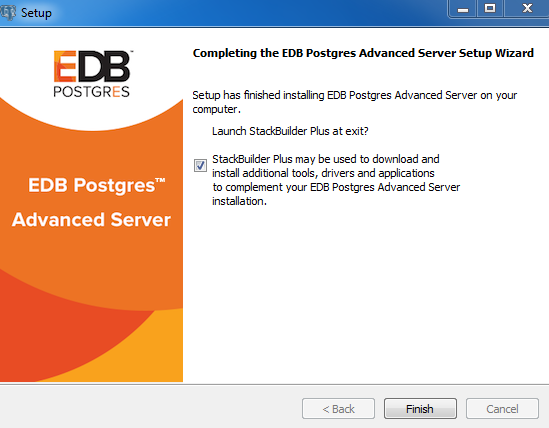 Setup
Completing the EDB Postgres Advanced Server Setup Wizard
EDB™
POSTGRES
EDB Postgres™
Advanced Server
Setup has finished installing EDB Postgres Advanced Server on your
computer.
Launch StackBuilder Plus at exit?
StackBuilder Plus may be used to download and
install additional tools, drivers and applications
to complement your EDB Postgres Advanced Server
installation.
< Back
Finish
Cancel